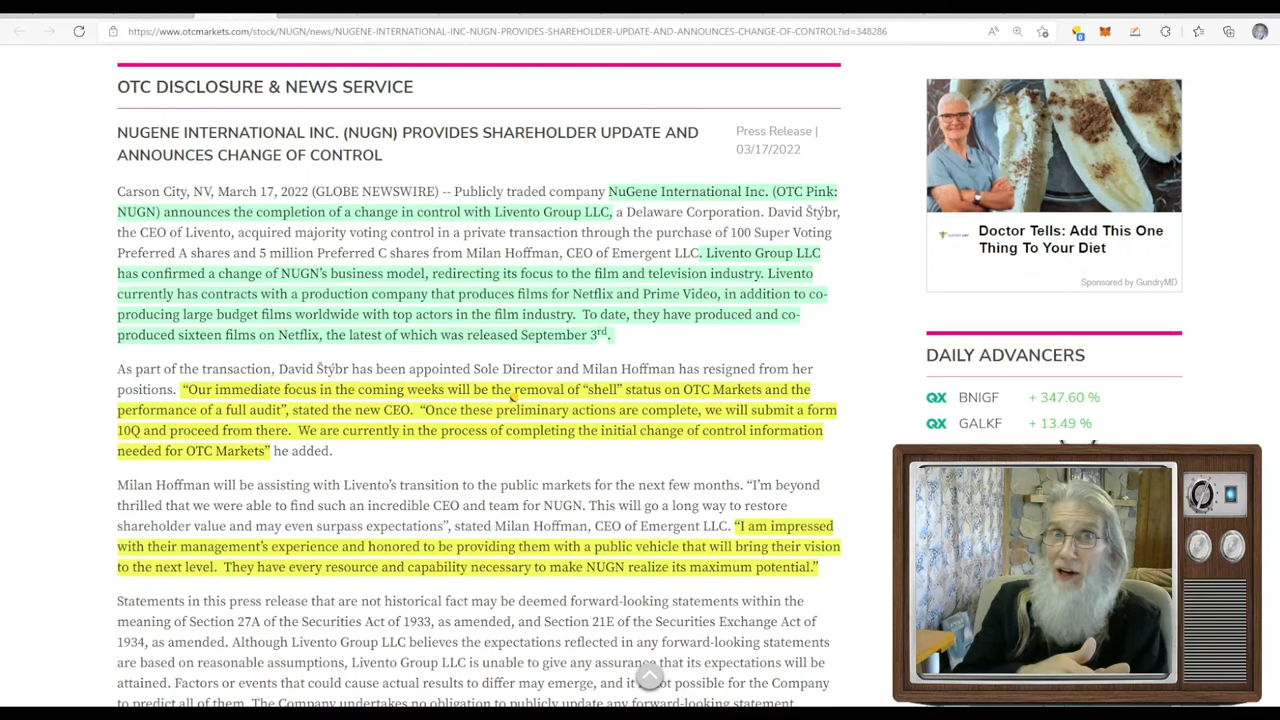 https://www.otcmarkets.com/stock/NUGN/news/NUGENE-INTERNATIONAL-INC-NUGN-PROVIDES-SHAREHOLDER-UPDATE-AND-ANNOUNCES-CHANGE-OF-CONTROL?id=348286
OTC DISCLOSURE & NEWS SERVICE
NUGENE INTERNATIONAL INC. (NUGN) PROVIDES SHAREHOLDER UPDATE AND
ANNOUNCES CHANGE OF CONTROL
Press Release |
03/17/2022
Carson City, NV, March 17, 2022 (GLOBE NEWSWIRE) -- Publicly traded company NuGene International Inc. (OTC Pink:
NUGN) announces the completion of a change in control with Livento Group LLC, a Delaware Corporation. David Štýbr,
the CEO of Livento, acquired majority voting control in a private transaction through the purchase of 100 Super Voting
Preferred A shares and 5 million Preferred C shares from Milan Hoffman, CEO of Emergent LLC. Livento Group LLC
has confirmed a change of NUGN's business model, redirecting its focus to the film and television industry. Livento
currently has contracts with a production company that produces films for Netflix and Prime Video, in addition to co-
producing large budget films worldwide with top actors in the film industry. To date, they have produced and co-
produced sixteen films on Netflix, the latest of which was released September 3rd.
As part of the transaction, David Štýbr has been appointed Sole Director and Milan Hoffman has resigned from her
positions. “Our immediate focus in the coming weeks will be the removal of “shell” status on OTC Markets and the
performance of a full audit”, stated the new CEO. “Once these preliminary actions are complete, we will submit a form
10Q and proceed from there. We are currently in the process of completing the initial change of control information
needed for OTC Markets” he added.
Milan Hoffman will be assisting with Livento's transition to the public markets for the next few months. “I'm beyond
thrilled that we were able to find such an incredible CEO and team for NUGN. This will go a long way to restore
shareholder value and may even surpass expectations”, stated Milan Hoffman, CEO of Emergent LLC. “I am impressed
with their management's experience and honored to be providing them with a public vehicle that will bring their vision
to the next level. They have every resource and capability necessary to make NUGN realize its maximum potential.”
Statements in this press release that are not historical fact may be deemed forward-looking statements within the
meaning of Section 27A of the Securities Act of 1933, as amended, and Section 21E of the Securities Exchange Act of
1934, as amended. Although Livento Group LLC believes the expectations reflected in any forward-looking statements
are based on reasonable assumptions, Livento Group LLC is unable to give any assurance that its expectations will be
attained. Factors or events that could cause actual results to differ may emerge, and it is not possible for the Company
to predict all of them. The Company undertakes no obligation to publicly update any forward-looking statement,
Doctor Tells: Add This One
Thing To Your Diet
Sponsored by GundryMD
DAILY ADVANCERS
QX BNIGF + 347.60 %
QX GALKF + 13.49 %